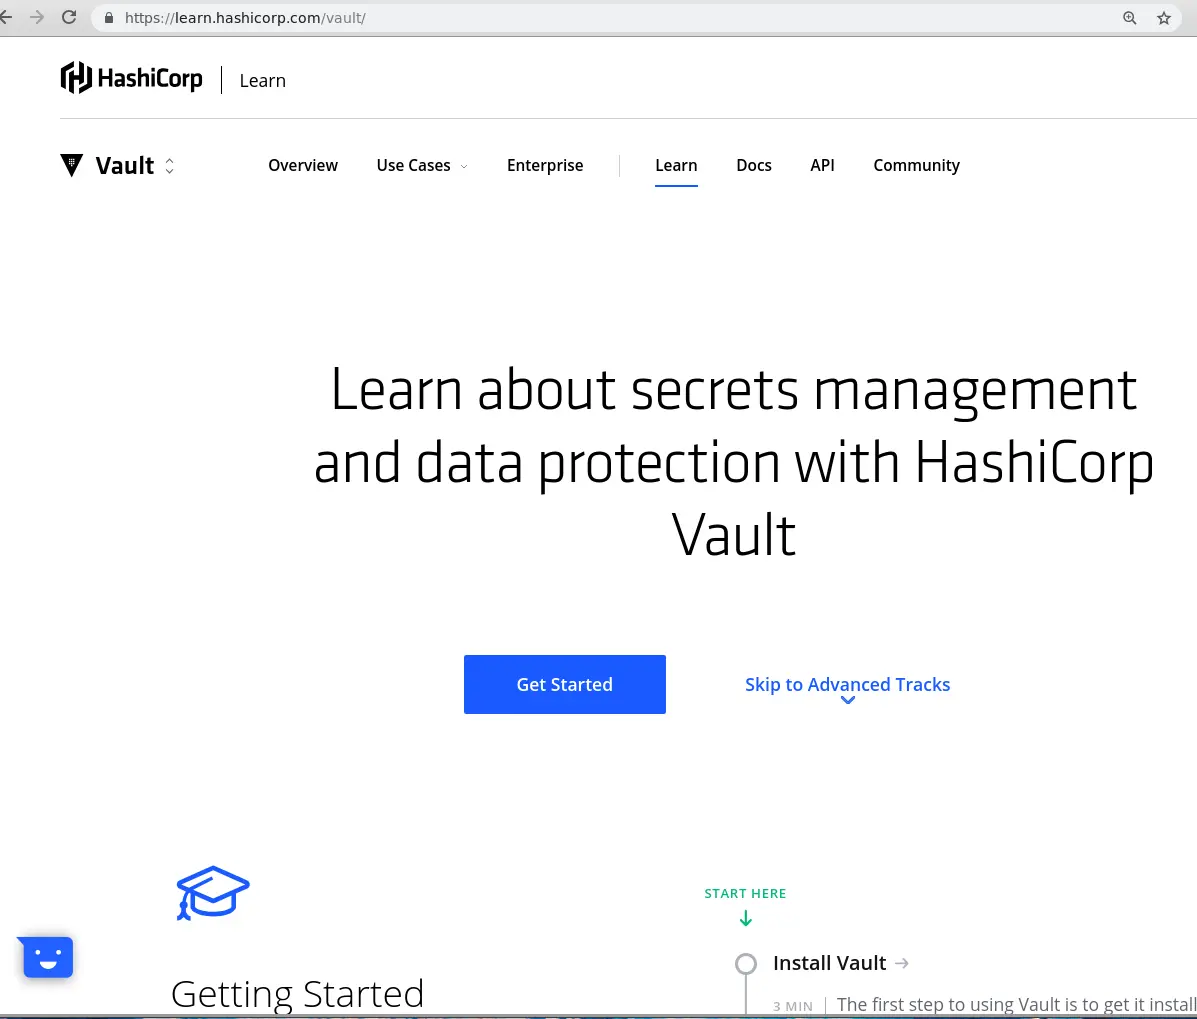 https://learn.hashicorp.com/vault/
HashiCorp Learn
Vault Overview Use Cases Enterprise Learn Docs API Community
Learn about secrets management
and data protection with HashiCorp
Vault
Get Started Skip to Advanced Tracks
START HERE
Install Vault
Getting Started
3 MIN The first step to using Vault is to get it install